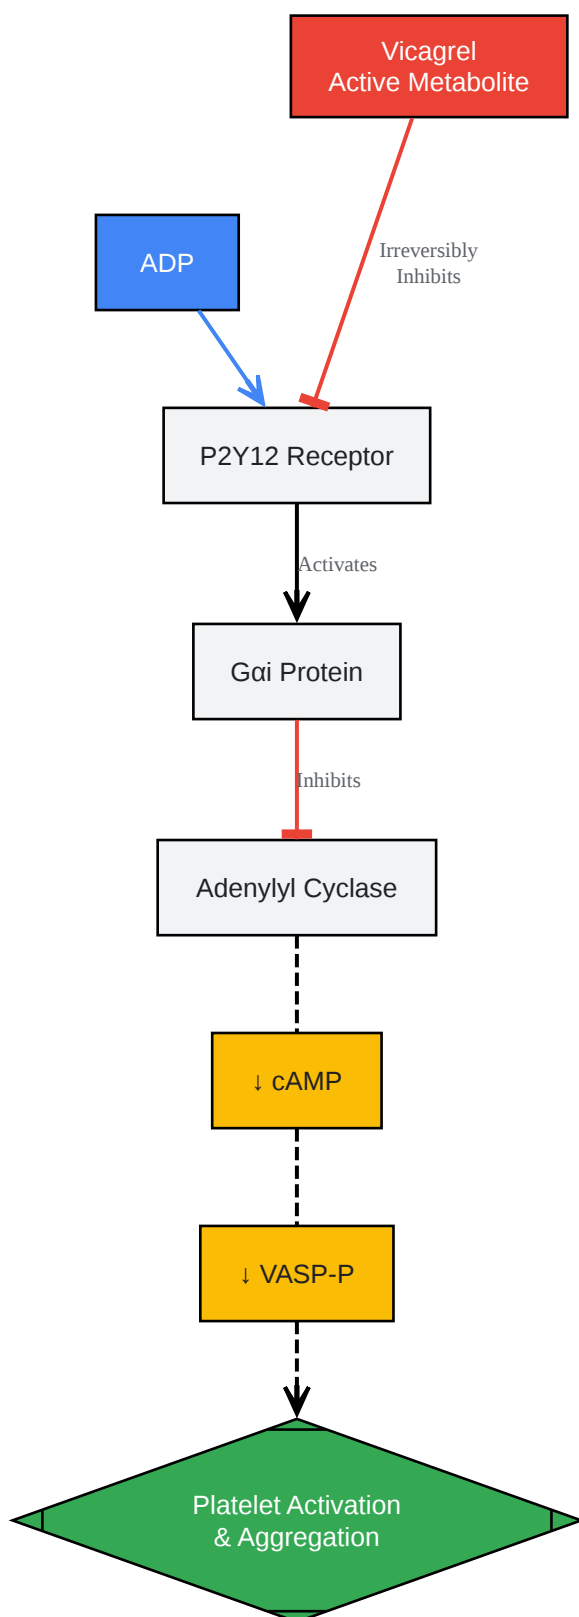 Vicagrel
Active Metabolite
Irreversibly
Inhibits
ADP
P2Y12 Receptor
Activates
Gαi Protein
Inhibits
Adenylyl Cyclase
↓ cAMP
↓ VASP-P
Platelet Activation
& Aggregation